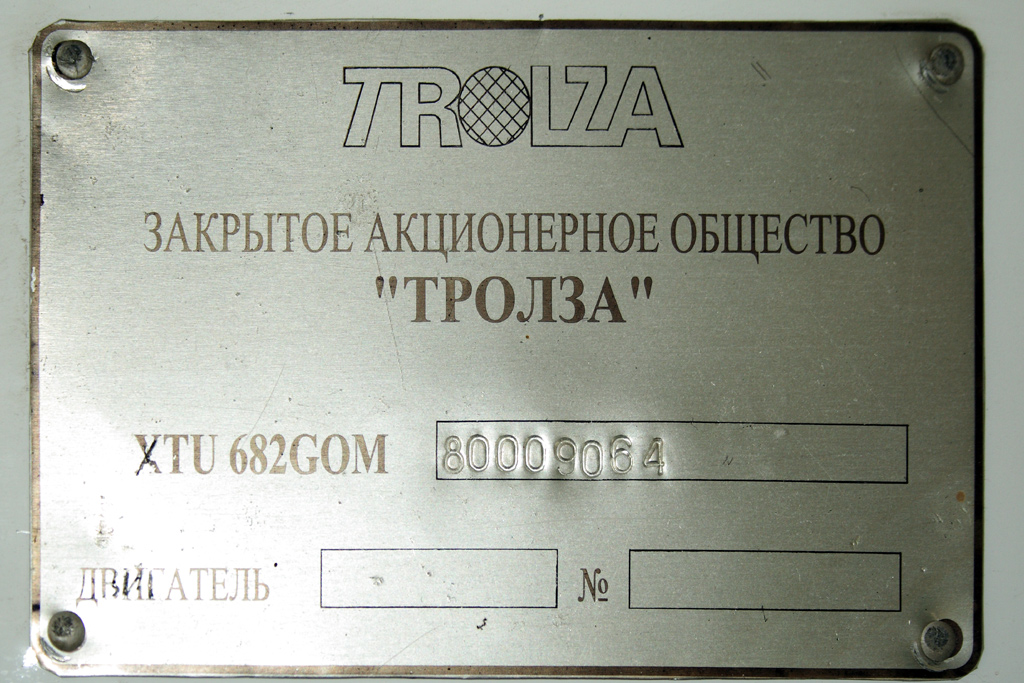 TROLZA
ЗАКРЫТОЕ АКЦИОНЕРНОЕ ОБЩЕСТВО
"ТРОЛЗА"
XTU 682GOM 80009064
ДВИГАТЕЛЬ №